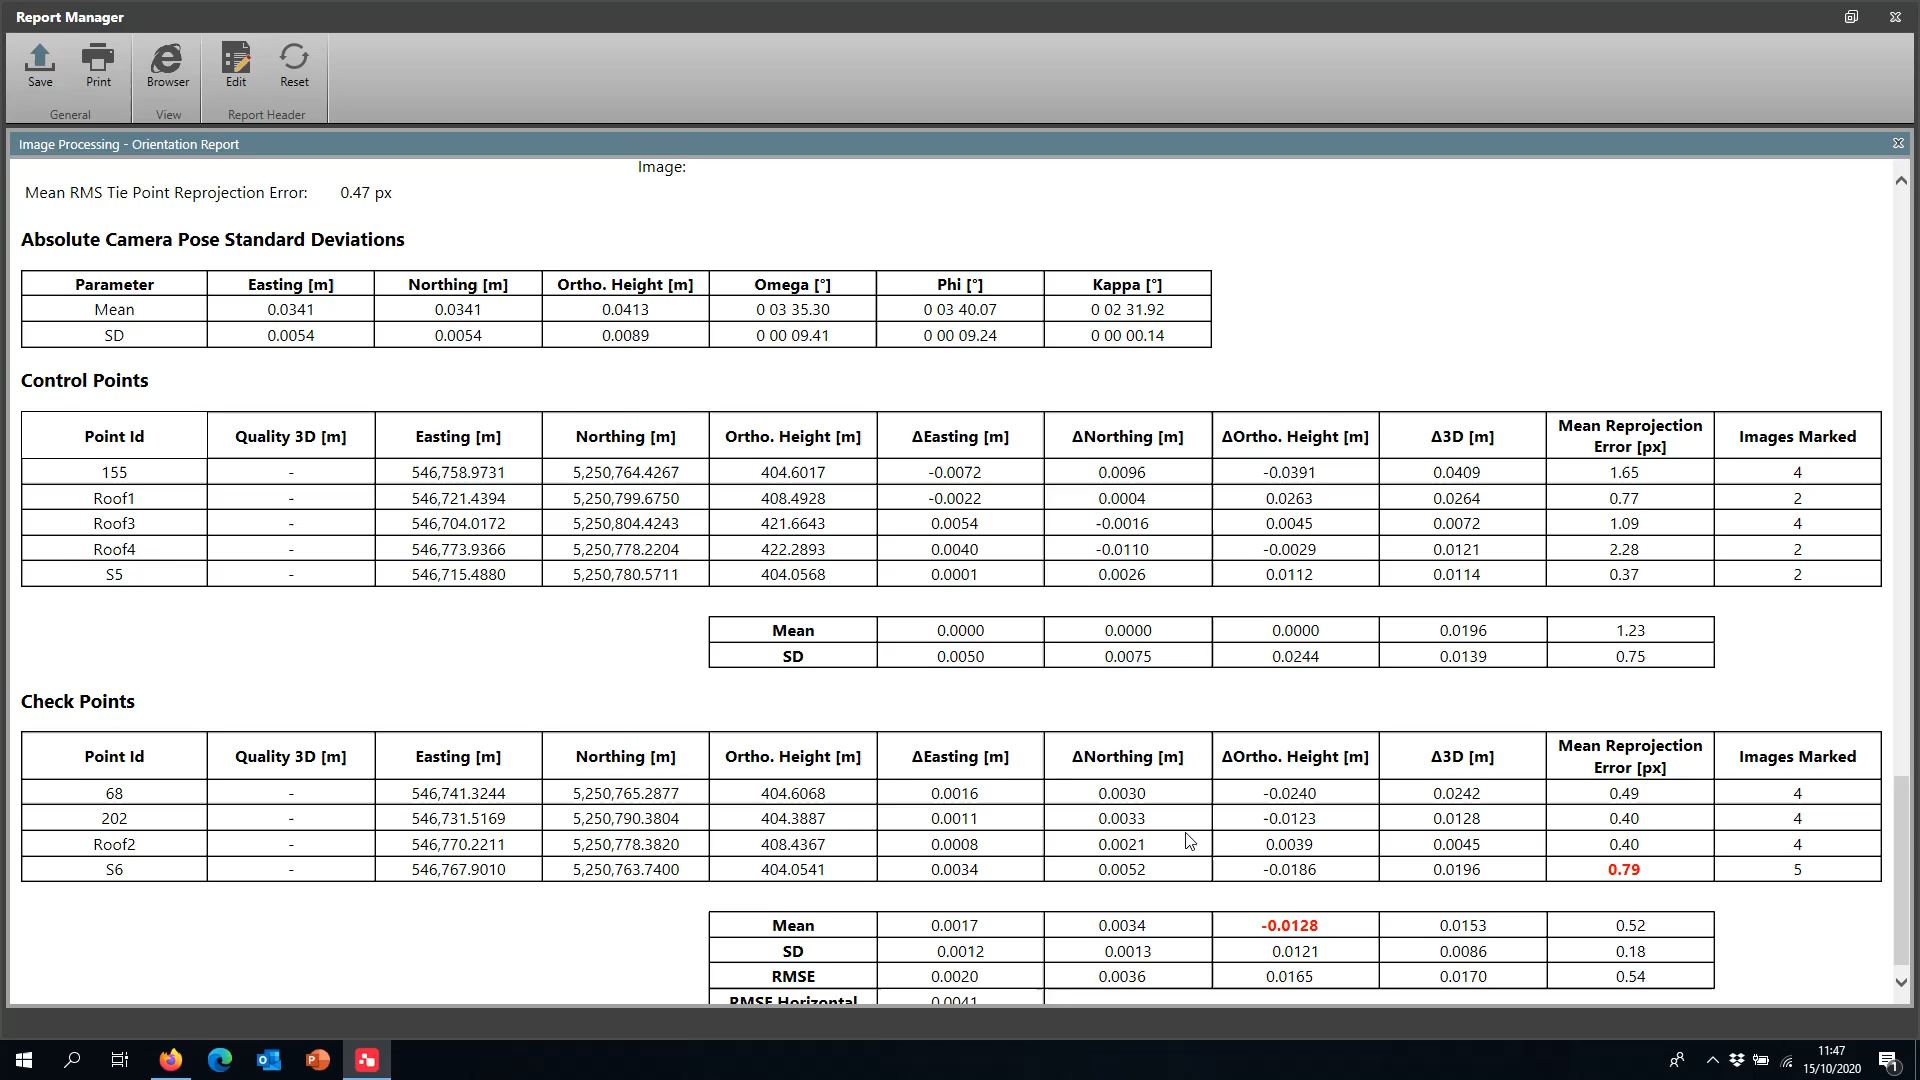 Report Manager
Save Print Browser Edit Reset
General View Report Header
Image Processing - Orientation Report
Image:
Mean RMS Tie Point Reprojection Error: 0.47 px
Absolute Camera Pose Standard Deviations
Parameter Easting [m] Northing [m] Ortho. Height [m] Omega [°] Phi [°] Kappa [°]
Mean 0.0341 0.0341 0.0413 0 03 35.30 0 03 40.07 0 02 31.92
SD 0.0054 0.0054 0.0089 0 00 09.41 0 00 09.24 0 00 00.14
Control Points
Point Id Quality 3D [m] Easting [m] Northing [m] Ortho. Height [m] ΔEasting [m] ΔNorthing [m] ΔOrtho. Height [m] Δ3D [m] Mean Reprojection Error [px] Images Marked
155 - 546,758.9731 5,250,764.4267 404.6017 -0.0072 0.0096 -0.0391 0.0409 1.65 4
Roof1 - 546,721.4394 5,250,799.6750 408.4928 -0.0022 0.0004 0.0263 0.0264 0.77 2
Roof3 - 546,704.0172 5,250,804.4243 421.6643 0.0054 -0.0016 0.0045 0.0072 1.09 4
Roof4 - 546,773.9366 5,250,778.2204 422.2893 0.0040 -0.0110 -0.0029 0.0121 2.28 2
S5 - 546,715.4880 5,250,780.5711 404.0568 0.0001 0.0026 0.0112 0.0114 0.37 2
Mean 0.0000 0.0000 0.0000 0.0196 1.23
SD 0.0050 0.0075 0.0244 0.0139 0.75
Check Points
Point Id Quality 3D [m] Easting [m] Northing [m] Ortho. Height [m] ΔEasting [m] ΔNorthing [m] ΔOrtho. Height [m] Δ3D [m] Mean Reprojection Error [px] Images Marked
68 - 546,741.3244 5,250,765.2877 404.6068 0.0016 0.0030 -0.0240 0.0242 0.49 4
202 - 546,731.5169 5,250,790.3804 404.3887 0.0011 0.0033 -0.0123 0.0128 0.40 4
Roof2 - 546,770.2211 5,250,778.3820 408.4367 0.0008 0.0021 0.0039 0.0045 0.40 4
S6 - 546,767.9010 5,250,763.7400 404.0541 0.0034 0.0052 -0.0186 0.0196 0.79 5
Mean 0.0017 0.0034 -0.0128 0.0153 0.52
SD 0.0012 0.0013 0.0121 0.0086 0.18
RMSE 0.0020 0.0036 0.0165 0.0170 0.54
RMSE Horizontal 0.0041
11:47
15/10/2020
1